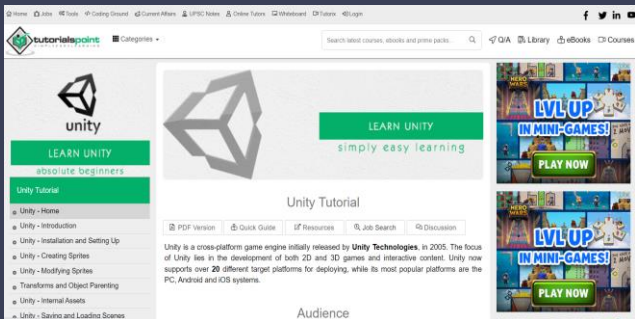 Home Jobs Tools Coding Ground Current Affairs UPSC Notes Online Tutors Whiteboard Tutorix Login
tutorialspoint
SIMPLYEASYLEARNING
Categories
Search latest courses, ebooks and prime packs..
Q/A Library eBooks Courses
unity
LEARN UNITY
absolute beginners
Unity Tutorial
Unity - Home
Unity - Introduction
Unity - Installation and Setting Up
Unity - Creating Sprites
Unity - Modifying Sprites
Transforms and Object Parenting
Unity - Internal Assets
Unity - Saving and Loading Scenes
LEARN UNITY
simply easy learning
Unity Tutorial
PDF Version Quick Guide Resources Job Search Discussion
Unity is a cross-platform game engine initially released by Unity Technologies, in 2005. The focus
of Unity lies in the development of both 2D and 3D games and interactive content. Unity now
supports over 20 different target platforms for deploying, while its most popular platforms are the
PC, Android and iOS systems.
Audience
HERO WARS
LVL UP
IN MINI-GAMES!
PLAY NOW
HERO WARS
LVL UP
IN MINI-GAMES!
PLAY NOW